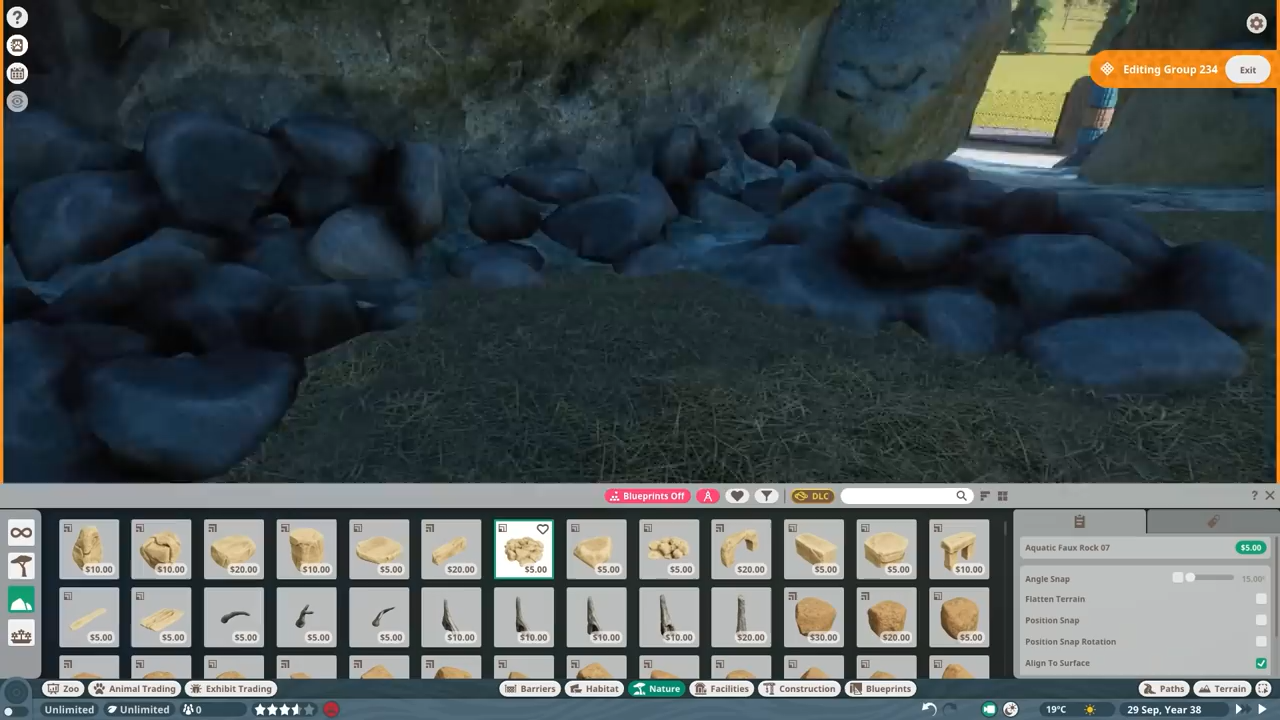 Editing Group 234
Exit
Blueprints Off
DLC
$10.00 $10.00 $20.00 $10.00 $5.00 $20.00 $5.00 $5.00 $5.00 $20.00 $5.00 $5.00 $10.00
$5.00 $5.00 $5.00 $5.00 $5.00 $10.00 $10.00 $10.00 $10.00 $20.00 $30.00 $20.00 $5.00
Aquatic Faux Rock 07 $5.00
Angle Snap 15.00°
Flatten Terrain
Position Snap
Position Snap Rotation
Align To Surface
Zoo Animal Trading Exhibit Trading Barriers Habitat Nature Facilities Construction Blueprints Paths Terrain
Unlimited Unlimited 0 19°C 29 Sep, Year 38